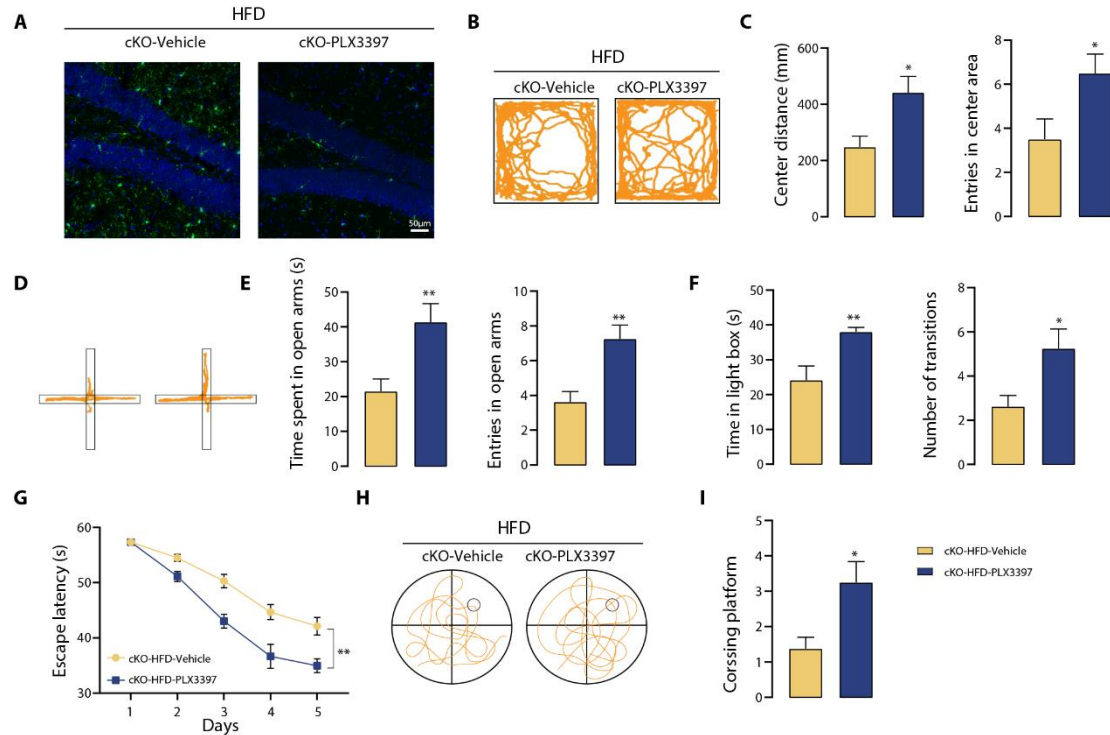 A
HFD
cKO-Vehicle cKO-PLX3397
50μm
B
HFD
cKO-Vehicle cKO-PLX3397
C
Center distance (mm)
600
400
200
0
*
Entries in center area
8
6
4
2
0
*
D
E
Time spent in open arms (s)
50
40
30
20
10
0
**
Entries in open arms
10
8
6
4
2
0
**
F
Time in light box (s)
50
40
30
20
10
0
**
Number of transitions
8
6
4
2
0
*
G
Escape latency (s)
60
50
40
30
cKO-HFD-Vehicle
cKO-HFD-PLX3397
**
1 2 3 4 5
Days
H
HFD
cKO-Vehicle cKO-PLX3397
I
Corssing platform
5
4
3
2
1
0
*
cKO-HFD-Vehicle
cKO-HFD-PLX3397